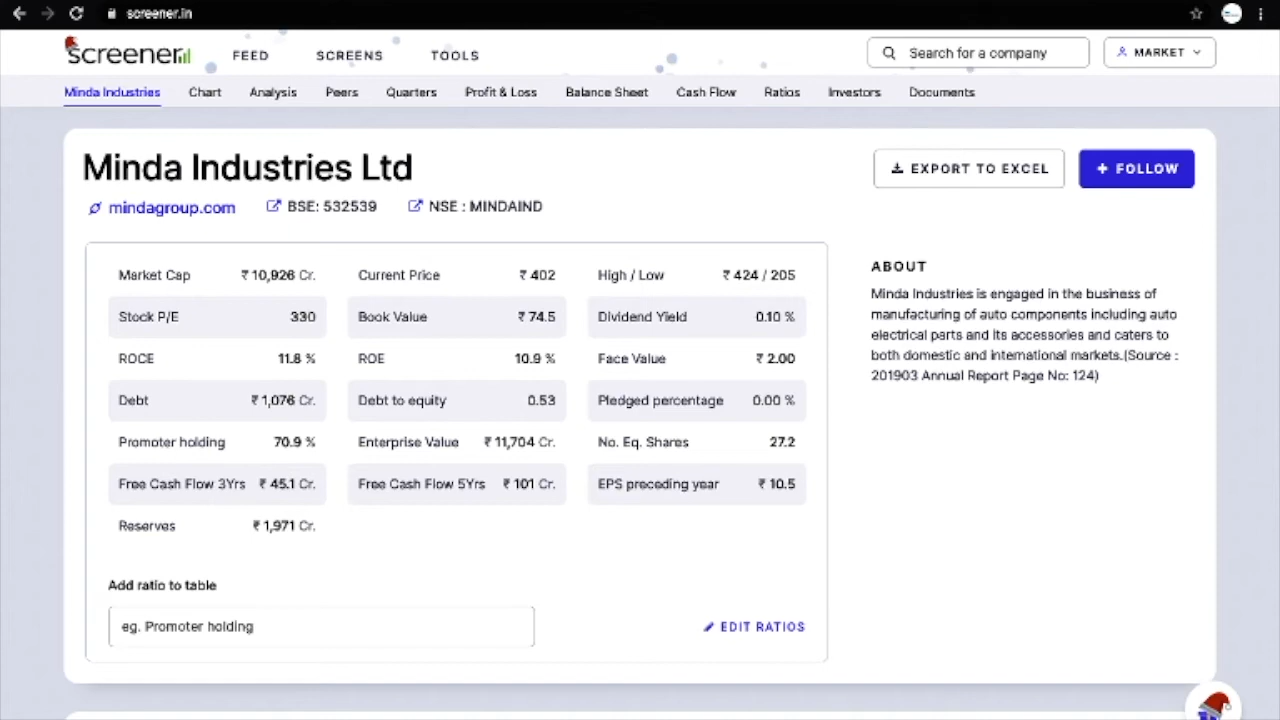 screener.in
screener
FEED SCREENS TOOLS
Search for a company
MARKET
Minda Industries Chart Analysis Peers Quarters Profit & Loss Balance Sheet Cash Flow Ratios Investors Documents
Minda Industries Ltd
EXPORT TO EXCEL
+ FOLLOW
mindagroup.com BSE: 532539 NSE : MINDAIND
Market Cap ₹ 10,926 Cr. Current Price ₹ 402 High / Low ₹ 424 / 205
Stock P/E 330 Book Value ₹ 74.5 Dividend Yield 0.10 %
ROCE 11.8 % ROE 10.9 % Face Value ₹ 2.00
Debt ₹ 1,076 Cr. Debt to equity 0.53 Pledged percentage 0.00 %
Promoter holding 70.9 % Enterprise Value ₹ 11,704 Cr. No. Eq. Shares 27.2
Free Cash Flow 3Yrs ₹ 45.1 Cr. Free Cash Flow 5Yrs ₹ 101 Cr. EPS preceding year ₹ 10.5
Reserves ₹ 1,971 Cr.
Add ratio to table
eg. Promoter holding
EDIT RATIOS
ABOUT
Minda Industries is engaged in the business of
manufacturing of auto components including auto
electrical parts and its accessories and caters to
both domestic and international markets.(Source :
201903 Annual Report Page No: 124)